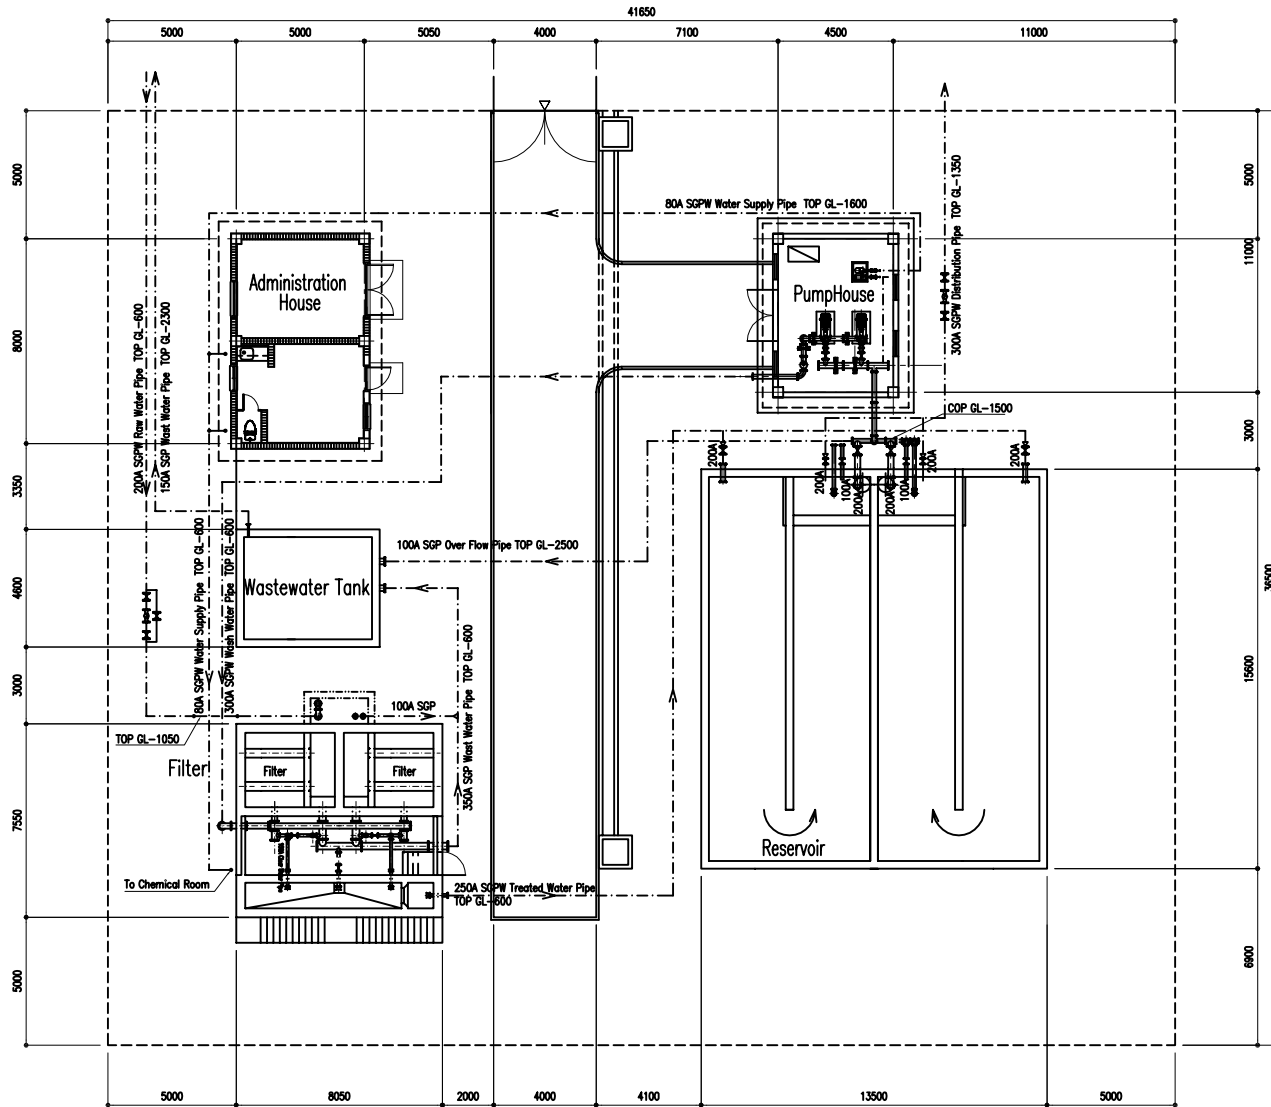 41650
5000
5000
5050
4000
7100
4500
11000
5000
8000
3350
4600
3000
7550
5000
5000
11000
3000
36500
15600
6900
200A SGPW Raw Water Pipe TOP GL-600
150A SGP Wast Water Pipe TOP GL-2300
80A SGPW Water Supply Pipe TOP GL-1600
300A SGPW Distribution Pipe TOP GL-1350
Administration
House
PumpHouse
COP GL-1500
200A
200A
100A
200A
200A
100A
200A
200A
100A SGP Over Flow Pipe TOP GL-2500
Wastewater Tank
80A SGPW Water Supply Pipe TOP GL-600
300A SGPW Wash Water Pipe TOP GL-600
350A SGP Wast Water Pipe TOP GL-600
100A SGP
TOP GL-1050
Filter
Filter
Filter
Reservoir
To Chemical Room
250A SGPW Treated Water Pipe
TOP GL-600
5000
8050
2000
4000
4100
13500
5000